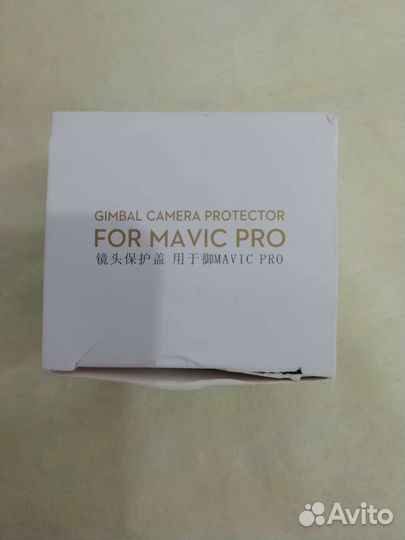 GIMBAL CAMERA PROTECTOR
FOR MAVIC PRO
镜头保护盖 用于御MAVIC PRO
Avito